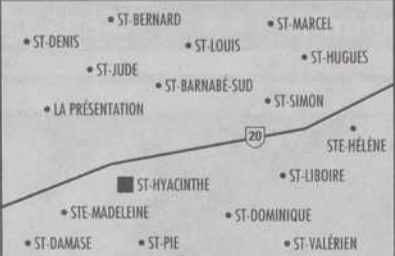 ST-BERNARD
ST-MARCEL
ST-DENIS
ST-LOUIS
ST-HUGUES
ST-JUDE
ST-BARNABÉ-SUD
ST-SIMON
LA PRÉSENTATION
20
STE-HÉLÈNE
ST-LIBOIRE
ST-HYACINTHE
STE-MADELEINE
ST-DOMINIQUE
ST-DAMASE
ST-PIE
ST-VALÉRIEN